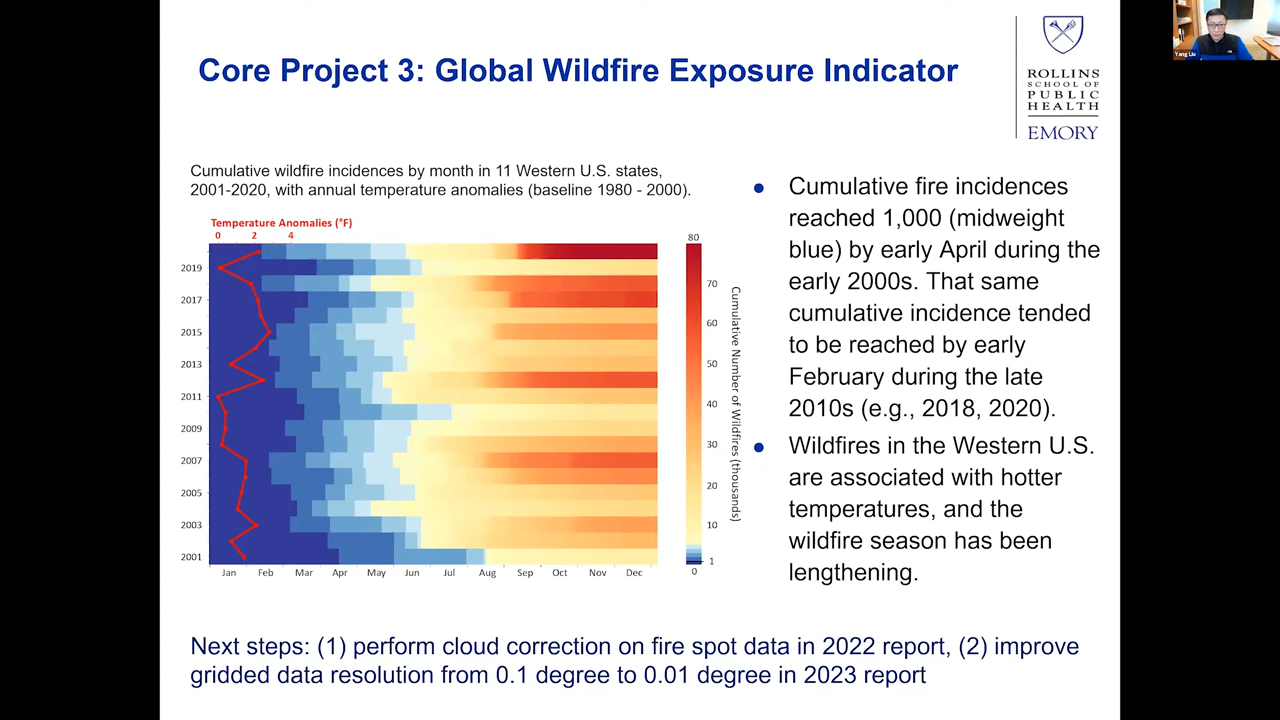 Core Project 3: Global Wildfire Exposure Indicator
ROLLINS
SCHOOL OF
PUBLIC
HEALTH
EMORY
Yang Liu
Cumulative wildfire incidences by month in 11 Western U.S. states,
2001-2020, with annual temperature anomalies (baseline 1980 - 2000).
Temperature Anomalies (°F)
0 2 4
2019
2017
2015
2013
2011
2009
2007
2005
2003
2001
Jan Feb Mar Apr May Jun Jul Aug Sep Oct Nov Dec
80
70
60
50
40
30
20
10
1
0
Cumulative Number of Wildfires (thousands)
● Cumulative fire incidences
reached 1,000 (midweight
blue) by early April during the
early 2000s. That same
cumulative incidence tended
to be reached by early
February during the late
2010s (e.g., 2018, 2020).
● Wildfires in the Western U.S.
are associated with hotter
temperatures, and the
wildfire season has been
lengthening.
Next steps: (1) perform cloud correction on fire spot data in 2022 report, (2) improve
gridded data resolution from 0.1 degree to 0.01 degree in 2023 report